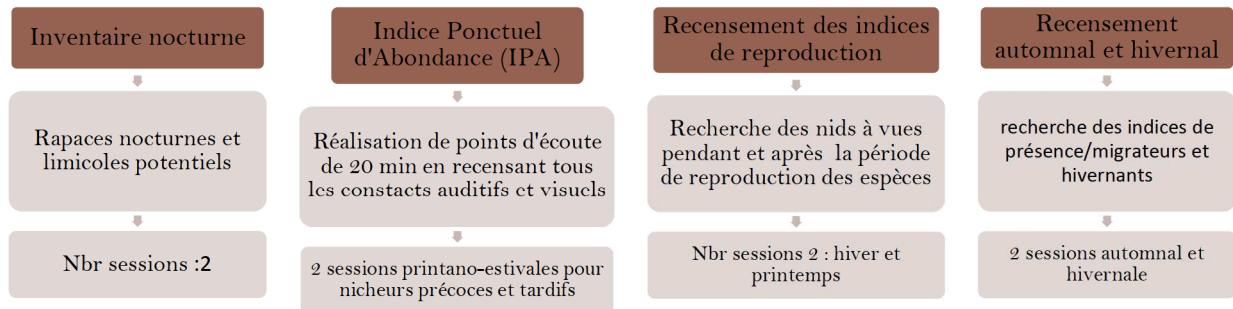 Inventaire nocturne
Rapaces nocturnes et
limicoles potentiels
Nbr sessions :2
Indice Ponctuel
d'Abondance (IPA)
Réalisation de points d'écoute
de 20 min en recensant tous
les constacts auditifs et visuels
2 sessions printano-estivales pour
nicheurs précoces et tardifs
Recensement des indices
de reproduction
Recherche des nids à vues
pendant et après la période
de reproduction des espèces
Nbr sessions 2 : hiver et
printemps
Recensement
automnal et hivernal
recherche des indices de
présence/migrateurs et
hivernants
2 sessions automnal et
hivernale